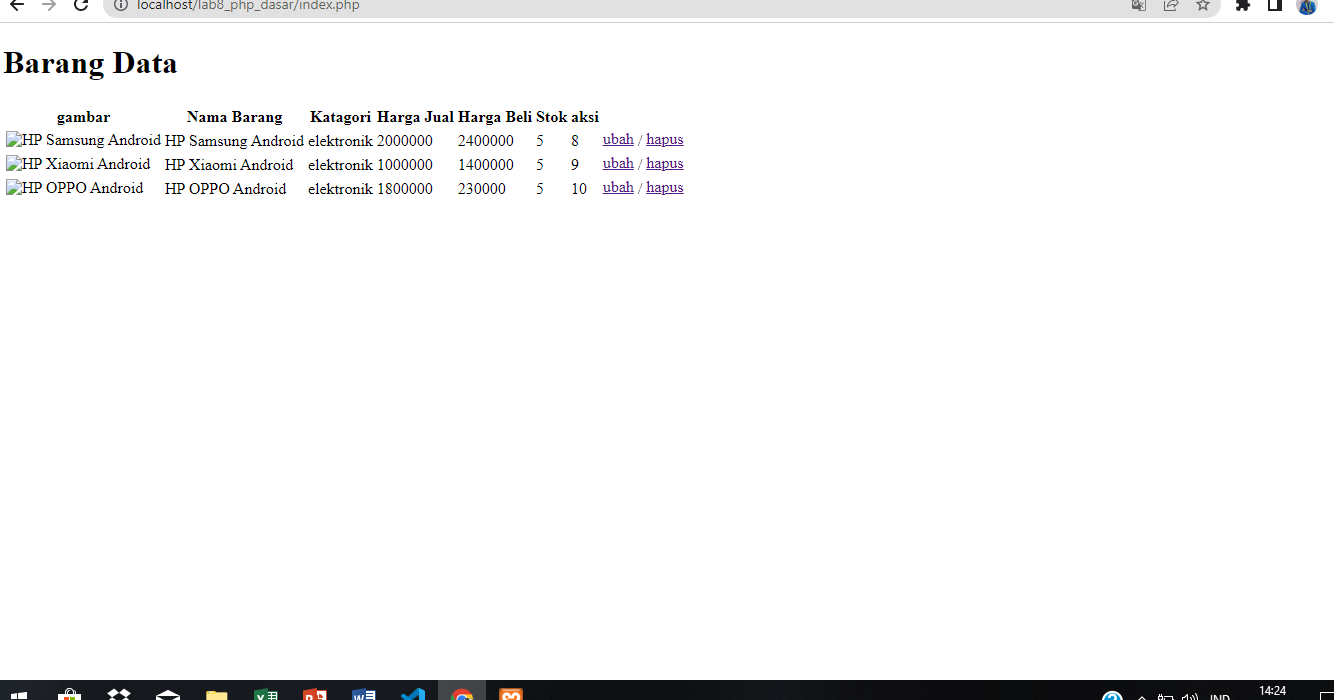 localhost/lab8_php_dasar/index.php
Barang Data
gambar Nama Barang Katagori Harga Jual Harga Beli Stok aksi
HP Samsung Android HP Samsung Android elektronik 2000000 2400000 5 8 ubah / hapus
HP Xiaomi Android HP Xiaomi Android elektronik 1000000 1400000 5 9 ubah / hapus
HP OPPO Android HP OPPO Android elektronik 1800000 230000 5 10 ubah / hapus
14:24
IND